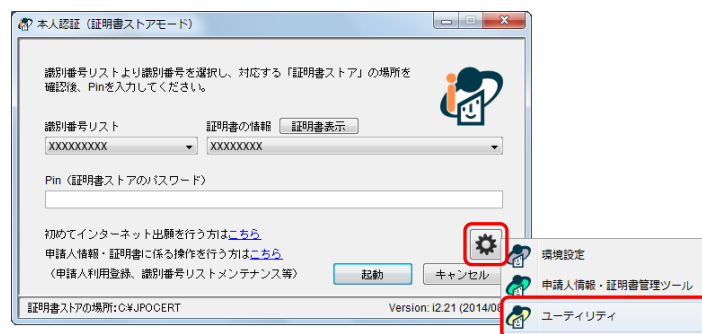 本人認証（証明書ストアモード）
識別番号リストより識別番号を選択し、対応する「証明書ストア」の場所を
確認後、Pinを入力してください。
識別番号リスト 証明書の情報 証明書表示
XXXXXXXXX XXXXXXXX
Pin（証明書ストアのパスワード）
初めてインターネット出願を行う方はこちら
申請人情報・証明書に係る操作を行う方はこちら
（申請人利用登録、識別番号リストメンテナンス等） 起動 キャンセル
環境設定
申請人情報・証明書管理ツール
ユーティリティ
証明書ストアの場所:C¥JPOCERT Version: i2.21 (2014/08